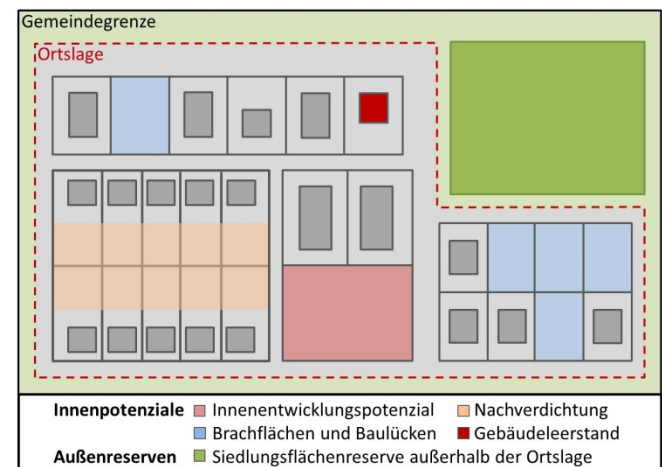 Gemeindegrenze
Ortslage
Innenpotenziale Innenentwicklungspotenzial Nachverdichtung
Brachflächen und Baulücken Gebäudeleerstand
Außenreserven Siedlungsflächenreserve außerhalb der Ortslage